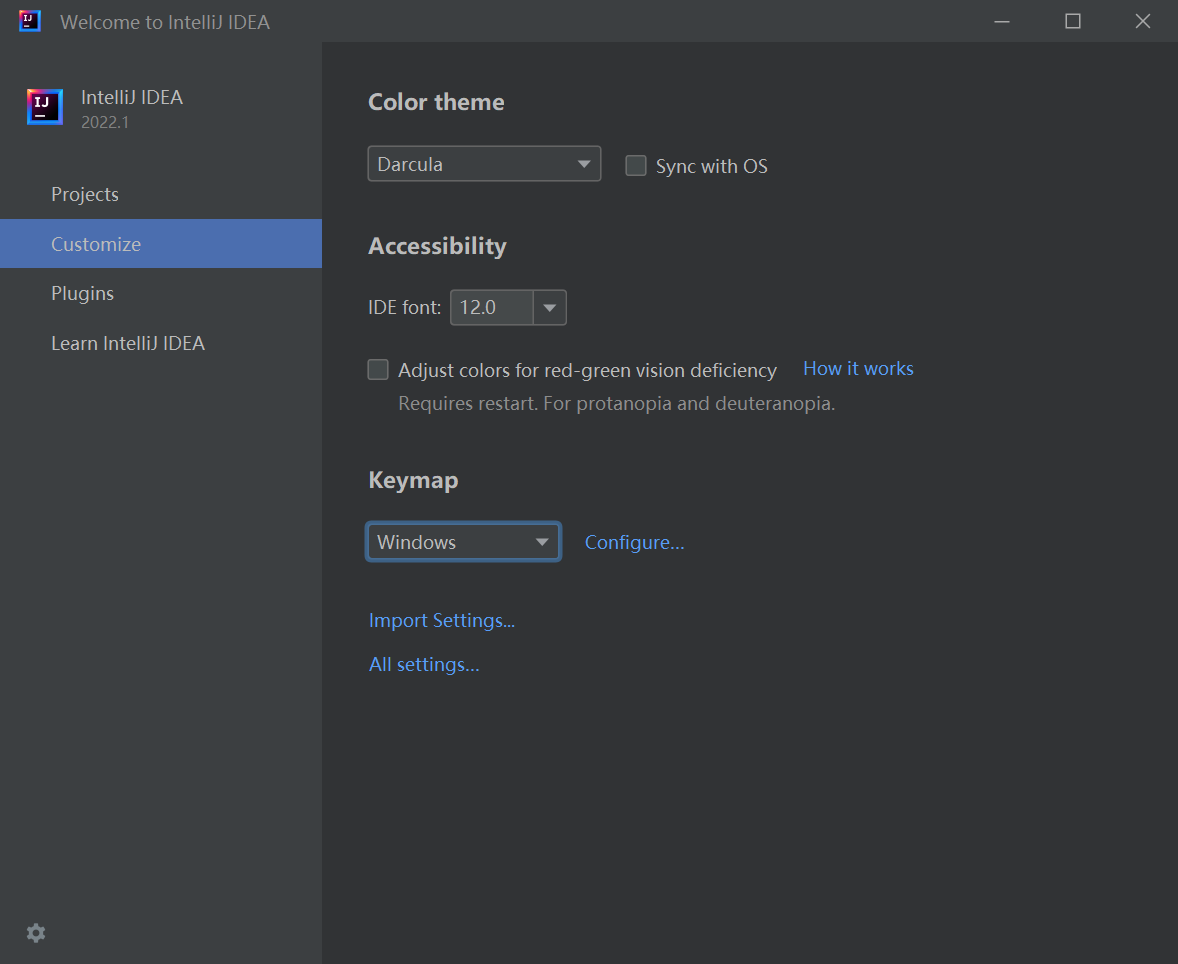 Welcome to IntelliJ IDEA
IJ
IntelliJ IDEA
2022.1
Projects
Customize
Plugins
Learn IntelliJ IDEA
Color theme
Darcula
Sync with OS
Accessibility
IDE font: 12.0
Adjust colors for red-green vision deficiency How it works
Requires restart. For protanopia and deuteranopia.
Keymap
Windows Configure...
Import Settings...
All settings...